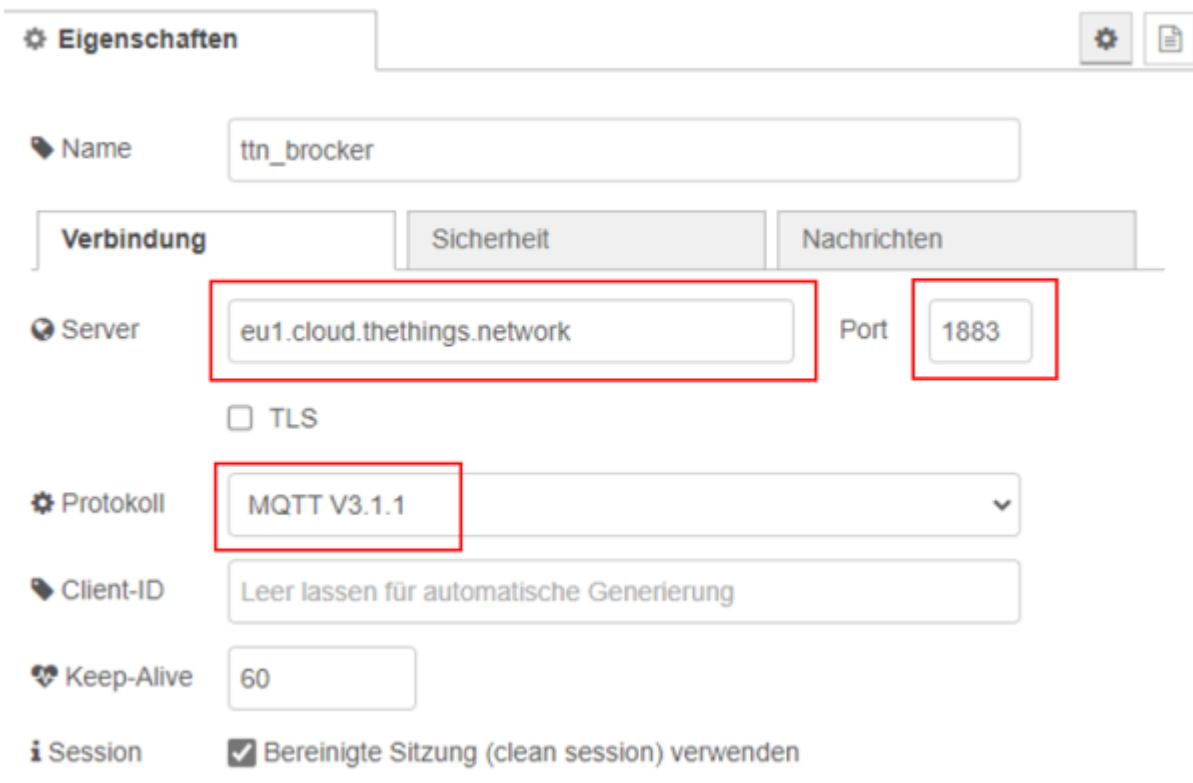 Eigenschaften
Name ttn_brocker
Verbindung Sicherheit Nachrichten
Server eu1.cloud.thethings.network Port 1883
TLS
Protokoll MQTT V3.1.1
Client-ID Leer lassen für automatische Generierung
Keep-Alive 60
Session Bereinigte Sitzung (clean session) verwenden